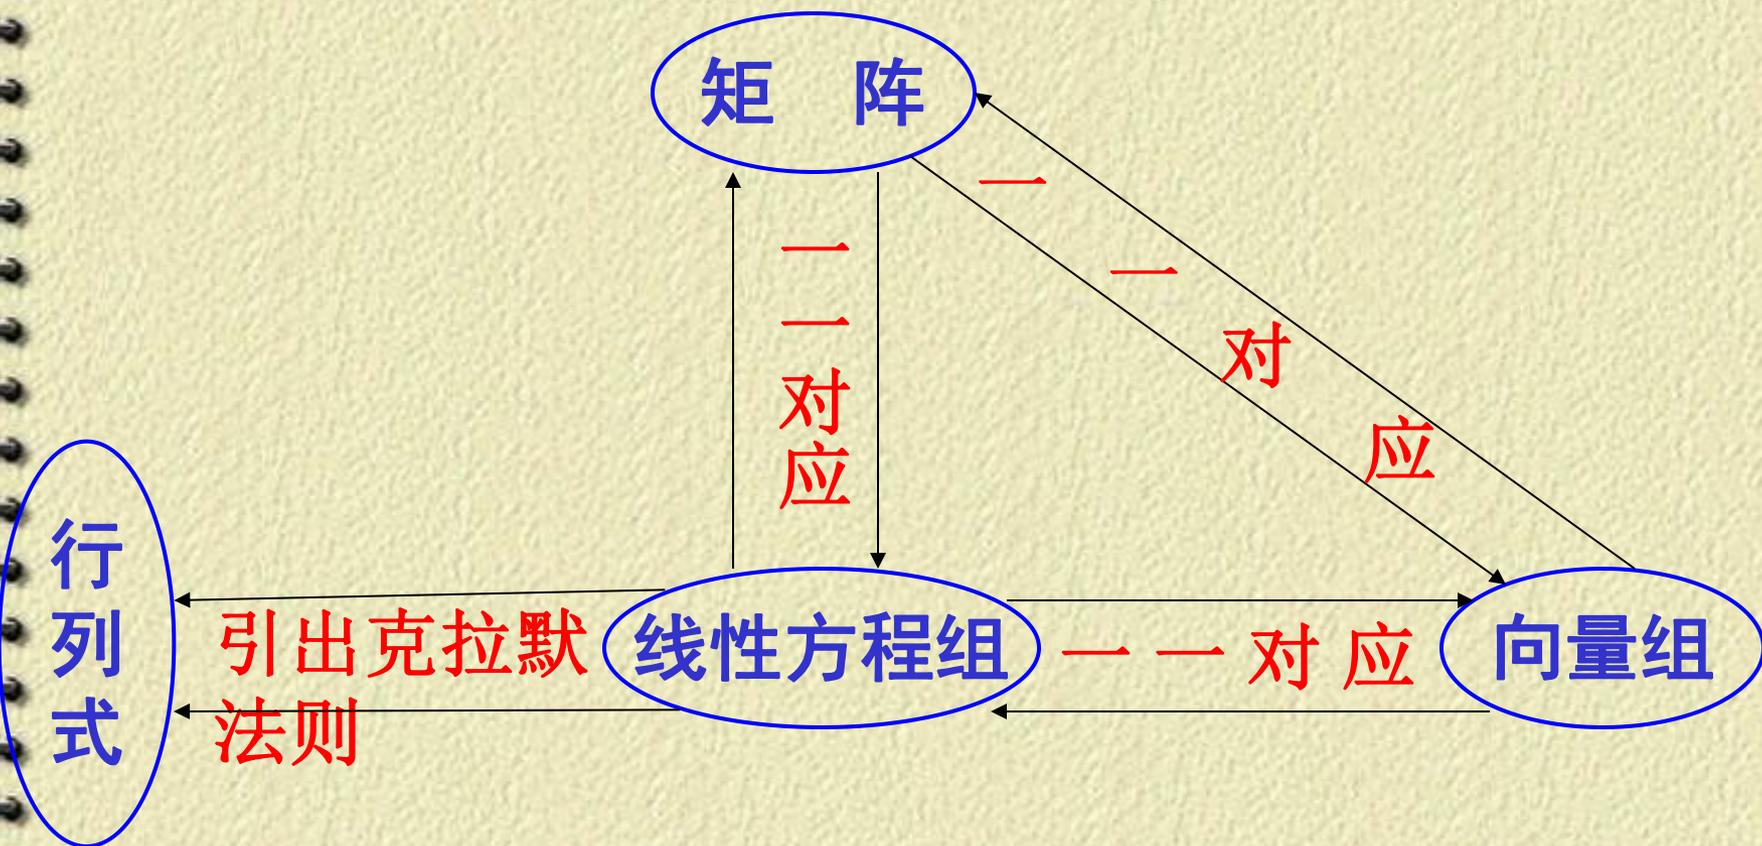 矩 阵
一一对应
一一对应
行列式
引出克拉默
法则
线性方程组
一一对应
向量组